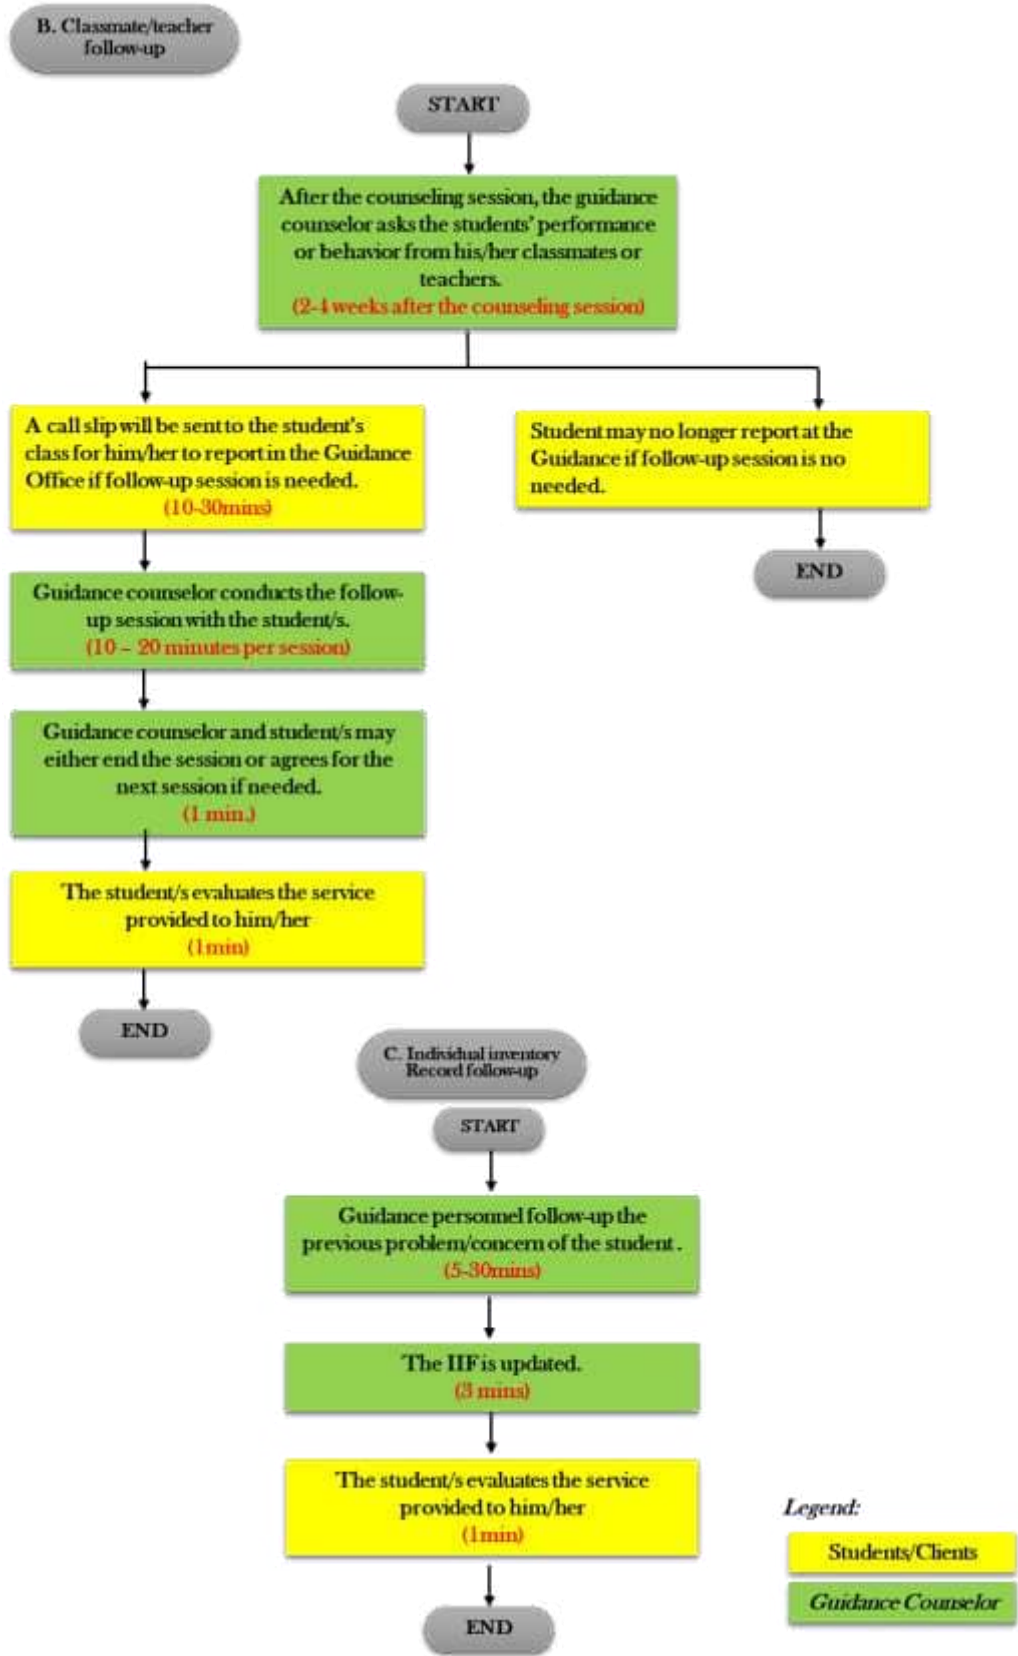 B. Classmate/teacher
follow-up
START
After the counseling session, the guidance
counselor asks the students' performance
or behavior from his/her classmates or
teachers.
(2-4 weeks after the counseling session)
A call slip will be sent to the student's
class for him/her to report in the Guidance
Office if follow-up session is needed.
(10-30mins)
Student may no longer report at the
Guidance if follow-up session is no
needed.
END
Guidance counselor conducts the follow-
up session with the student/s.
(10 – 20 minutes per session)
Guidance counselor and student/s may
either end the session or agrees for the
next session if needed.
(1 min.)
The student/s evaluates the service
provided to him/her
(1min)
END
C. Individual inventory
Record follow-up
START
Guidance personnel follow-up the
previous problem/concern of the student .
(5-30mins)
The IIF is updated.
(3 mins)
The student/s evaluates the service
provided to him/her
(1min)
END
Legend:
Students/Clients
Guidance Counselor